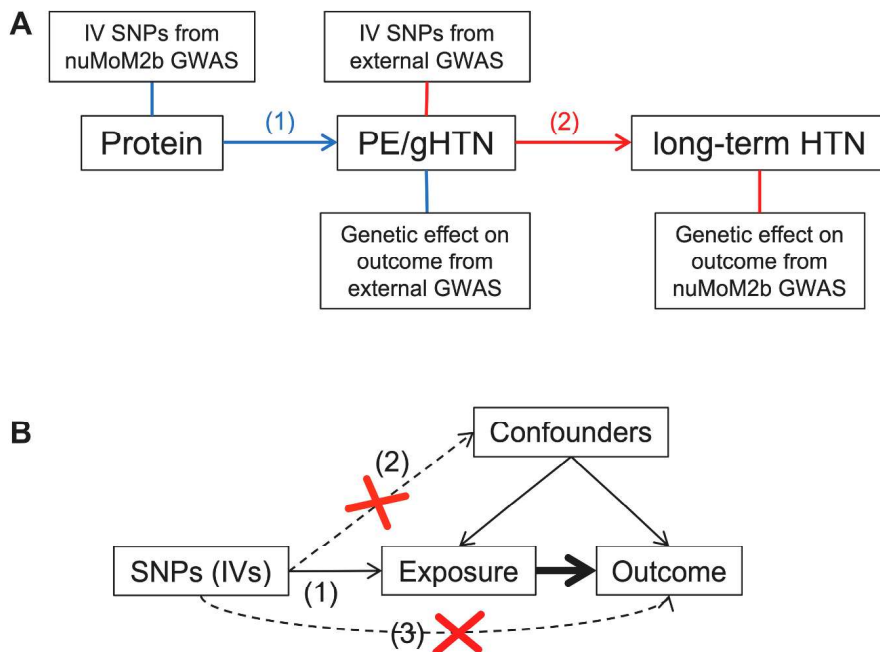 A
IV SNPs from
nuMoM2b GWAS
IV SNPs from
external GWAS
Protein
(1)
PE/gHTN
(2)
long-term HTN
Genetic effect on
outcome from
external GWAS
Genetic effect on
outcome from
nuMoM2b GWAS
B
Confounders
(2)
SNPs (IVs)
(1)
Exposure
Outcome
(3)